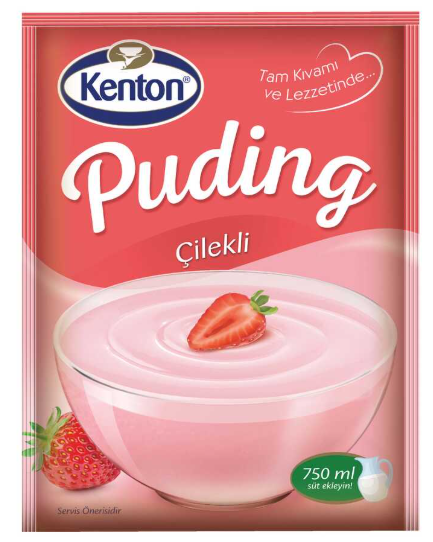 Kenton®
Tam Kıvamı
ve Lezzetinde...
Puding
Çilekli
750 ml
süt ekleyin!
Servis Önerisidir